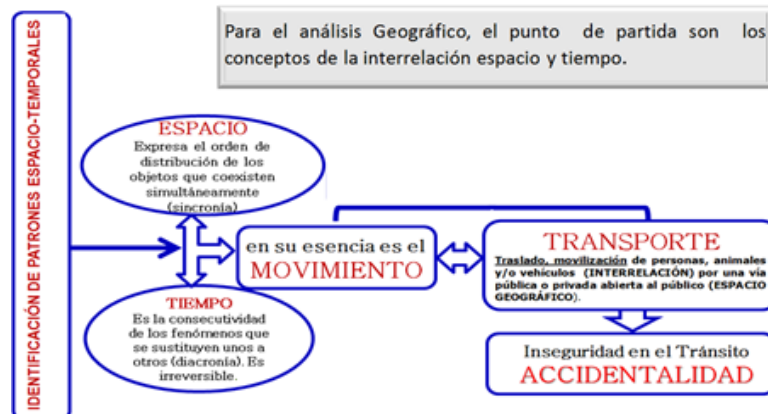 IDENTIFICACIÓN DE PATRONES ESPACIO-TEMPORALES
Para el análisis Geográfico, el punto de partida son los
conceptos de la interrelación espacio y tiempo.
ESPACIO
Expresa el orden de
distribución de los
objetos que coexisten
simultáneamente
(sincronía)
en su esencia es el
MOVIMIENTO
TRANSPORTE
Traslado, movilización de personas, animales
y/o vehículos (INTERRELACIÓN) por una vía
pública o privada abierta al público (ESPACIO
GEOGRÁFICO).
TIEMPO
Es la consecutividad
de los fenómenos que
se sustituyen unos a
otros (diacronía). Es
irreversible.
Inseguridad en el Tránsito
ACCIDENTALIDAD